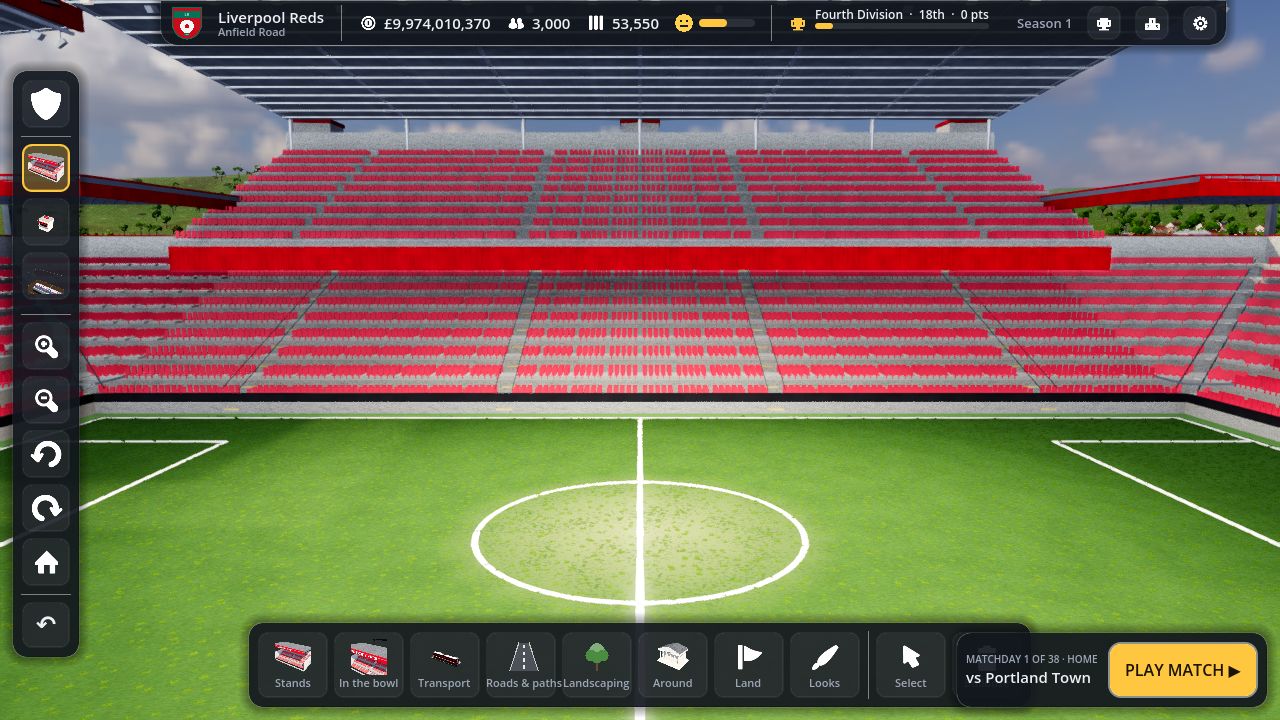 Liverpool Reds
Anfield Road
£9,974,010,370
3,000
53,550
Fourth Division · 18th · 0 pts
Season 1
Stands
In the bowl
Transport
Roads & paths
Landscaping
Around
Land
Looks
Select
MATCHDAY 1 OF 38 · HOME
vs Portland Town
PLAY MATCH ▶